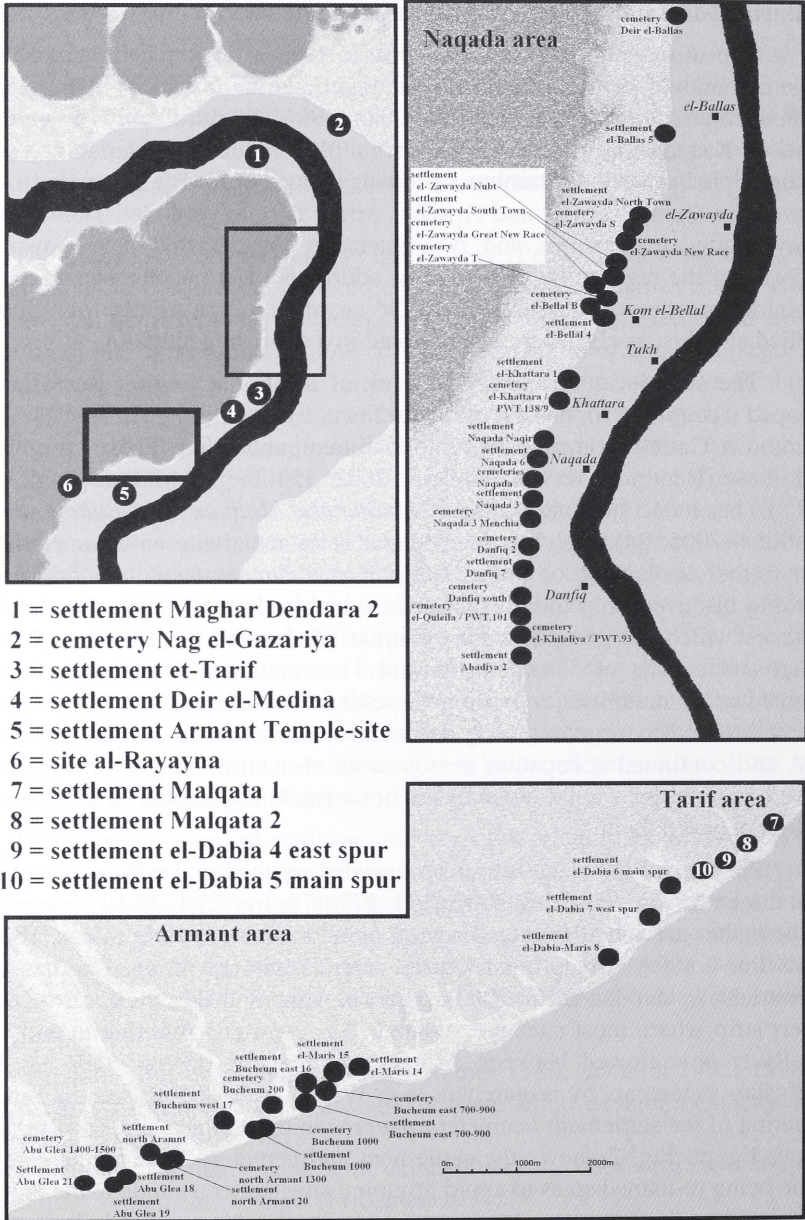 2
1
3
4
6
5
1 = settlement Maghar Dendara 2
2 = cemetery Nag el-Gazariya
3 = settlement et-Tarif
4 = settlement Deir el-Medina
5 = settlement Armant Temple-site
6 = site al-Rayayna
7 = settlement Malqata 1
8 = settlement Malqata 2
9 = settlement el-Dabia 4 east spur
10 = settlement el-Dabia 5 main spur
Naqada area
cemetery
Deir el-Ballas
el-Ballas
settlement
el-Ballas 5
settlement
el- Zawayda Nubt
settlement
el-Zawayda South Town
cemetery
el-Zawayda Great New Race
cemetery
el-Zawayda T
settlement
el-Zawayda North Town
cemetery
el-Zawayda S
el-Zawayda
cemetery
el-Zawayda New Race
cemetery
el-Bellal B
settlement
el-Bellal 4
Kom el-Bellal
Tukh
settlement
el-Khattara 1
cemetery
el-Khattara /
PWT.138/9
Khattara
settlement
Naqada Naqir
settlement
Naqada 6
Naqada
cemeteries
Naqada
settlement
Naqada 3
cemetery
Naqada 3 Menchia
cemetery
Danfiq 2
settlement
Danfiq 7
cemetery
Danfiq south
Danfiq
cemetery
el-Quleila / PWT.101
cemetery
el-Khilaliya / PWT.93
settlement
Abadiya 2
Tarif area
7
8
9
10
settlement
el-Dabia 6 main spur
settlement
el-Dabia 7 west spur
settlement
el-Dabia-Maris 8
Armant area
settlement
el-Maris 15
settlement
el-Maris 14
settlement
Bucheum east 16
cemetery
Bucheum 200
settlement
Bucheum west 17
cemetery
Bucheum east 700-900
settlement
Bucheum east 700-900
cemetery
Bucheum 1000
settlement
Bucheum 1000
cemetery
Abu Glea 1400-1500
settlement
north Aramnt
Settlement
Abu Glea 21
settlement
Abu Glea 18
settlement
Abu Glea 19
cemetery
north Armant 1300
settlement
north Armant 20
0m 1000m 2000m